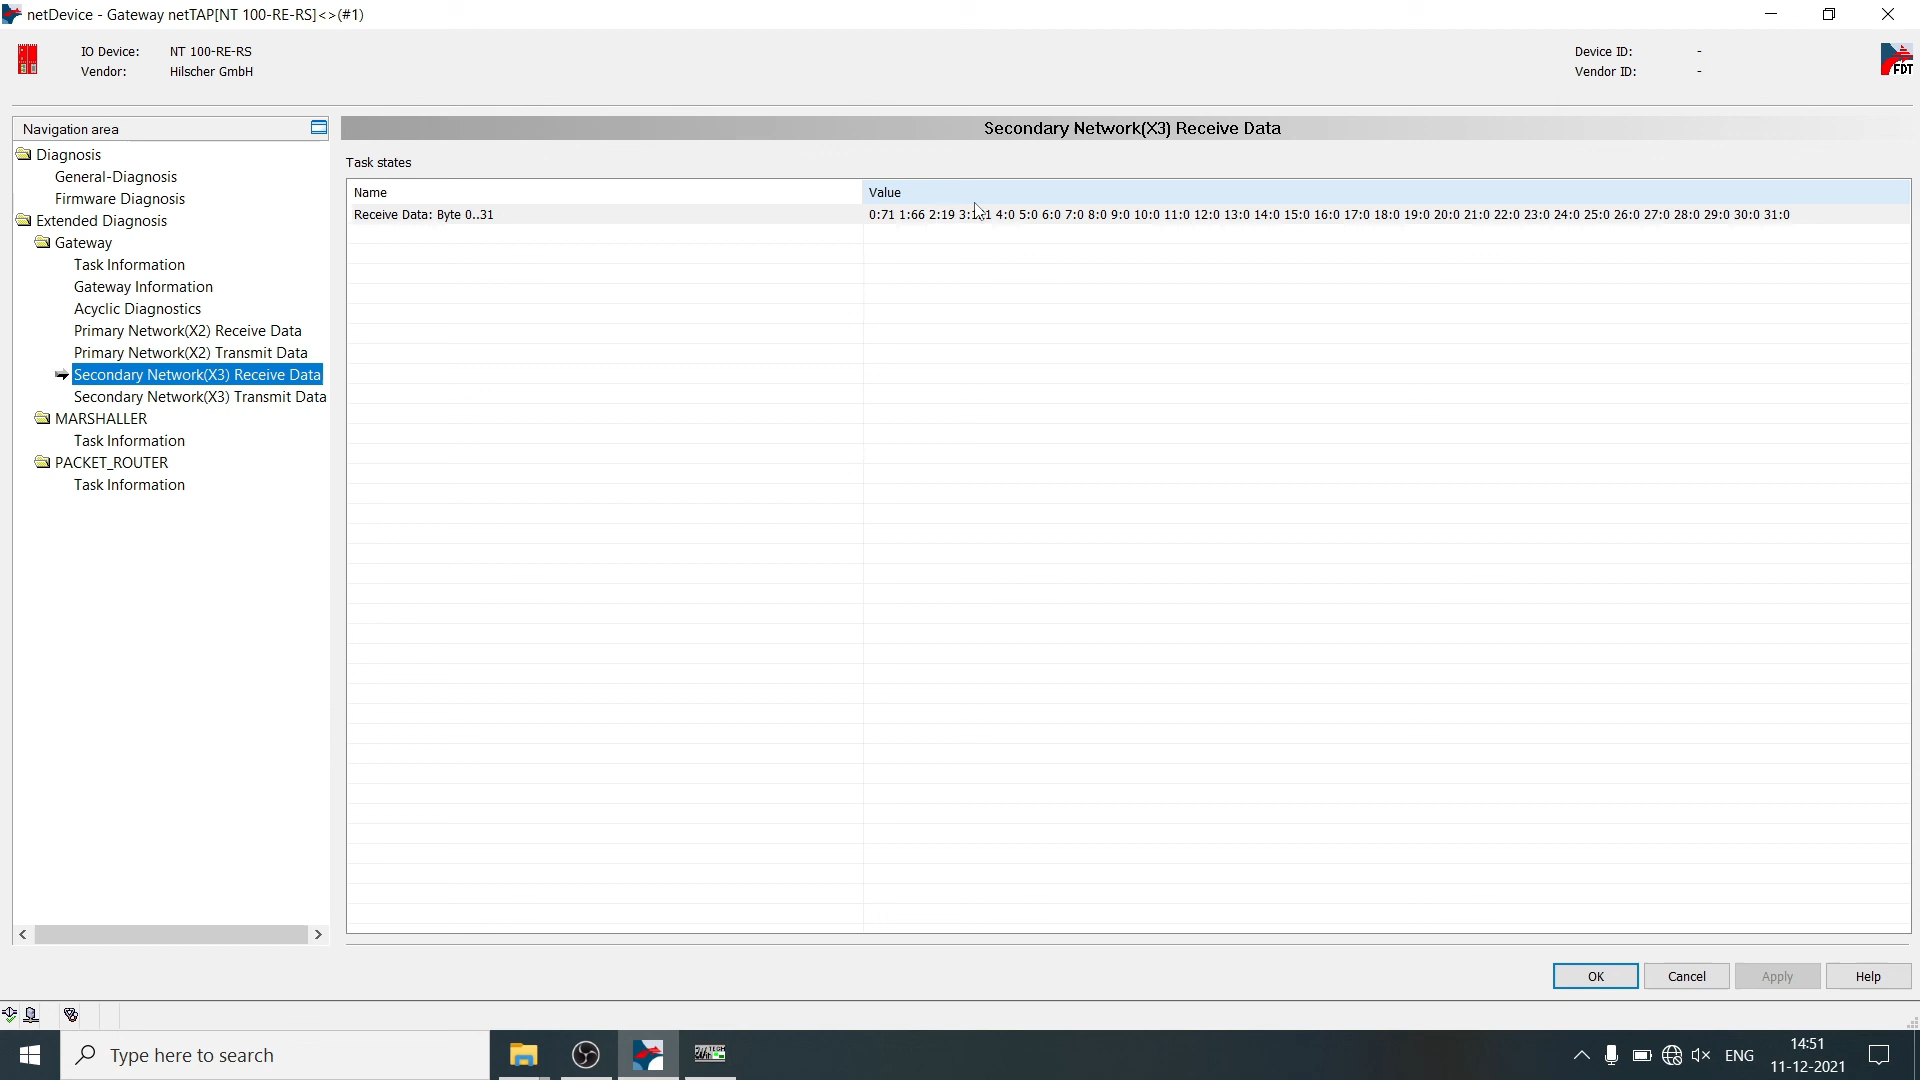 netDevice - Gateway netTAP[NT 100-RE-RS]<>(#1)
IO Device: NT 100-RE-RS
Vendor: Hilscher GmbH
Device ID: -
Vendor ID: -
FDT
Navigation area
Diagnosis
General-Diagnosis
Firmware Diagnosis
Extended Diagnosis
Gateway
Task Information
Gateway Information
Acyclic Diagnostics
Primary Network(X2) Receive Data
Primary Network(X2) Transmit Data
Secondary Network(X3) Receive Data
Secondary Network(X3) Transmit Data
MARSHALLER
Task Information
PACKET_ROUTER
Task Information
Secondary Network(X3) Receive Data
Task states
Name Value
Receive Data: Byte 0..31 0:71 1:66 2:19 4:0 5:0 6:0 7:0 8:0 9:0 10:0 11:0 12:0 13:0 14:0 15:0 16:0 17:0 18:0 19:0 20:0 21:0 22:0 23:0 24:0 25:0 26:0 27:0 28:0 29:0 30:0 31:0
OK Cancel Apply Help
Type here to search
ENG
14:51
11-12-2021